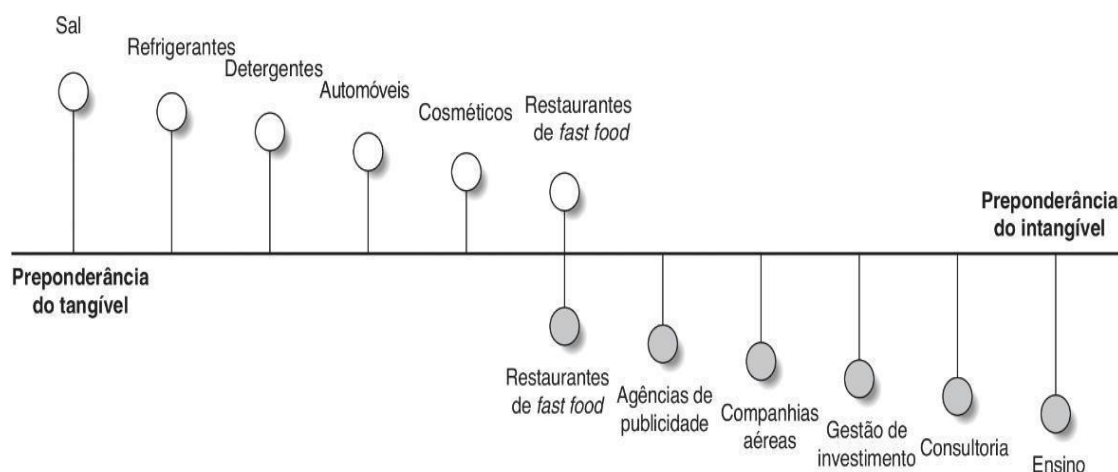 Sal
Refrigerantes
Detergentes
Automóveis
Cosméticos
Restaurantes
de fast food
Preponderância
do intangível
Preponderância
do tangível
Restaurantes
de fast food
Agências de
publicidade
Companhias
aéreas
Gestão de
investimento
Consultoria
Ensino